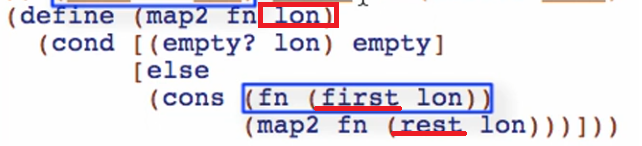 (define (map2 fn lon)
(cond [(empty? lon) empty]
[else
(cons (fn (first lon))
(map2 fn (rest lon)))]))